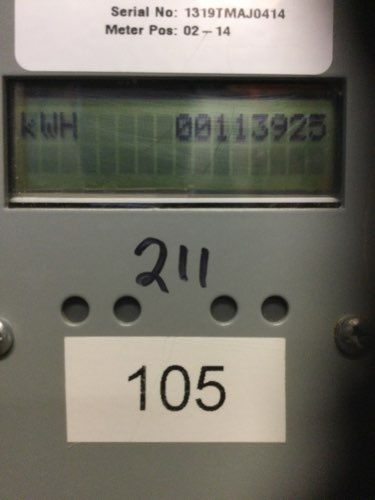 Serial No: 1319TMAJ0414
Meter Pos: 02-14
kWH 00113925
211
105